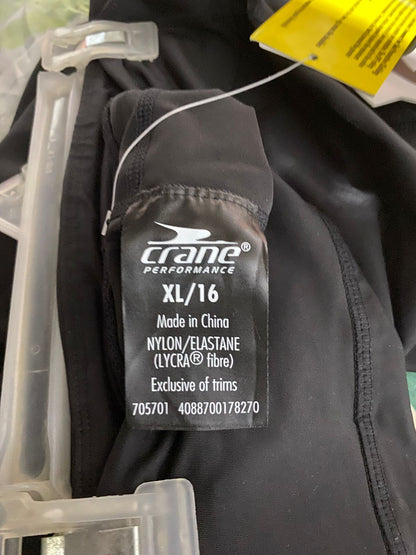 crane®
PERFORMANCE
XL/16
Made in China
NYLON/ELASTANE
(LYCRA® fibre)
Exclusive of trims
705701 4088700178270